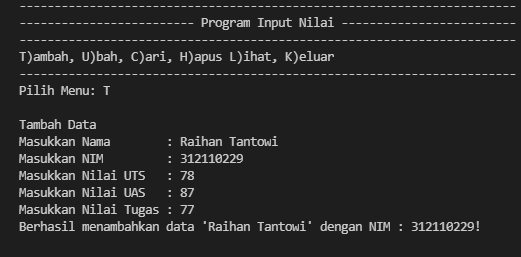 -----------------------------------------------------------------------
------------------------- Program Input Nilai -------------------------
-----------------------------------------------------------------------
T)ambah, U)bah, C)ari, H)apus L)ihat, K)eluar
-----------------------------------------------------------------------
Pilih Menu: T
Tambah Data
Masukkan Nama        : Raihan Tantowi
Masukkan NIM         : 312110229
Masukkan Nilai UTS   : 78
Masukkan Nilai UAS   : 87
Masukkan Nilai Tugas : 77
Berhasil menambahkan data 'Raihan Tantowi' dengan NIM : 312110229!